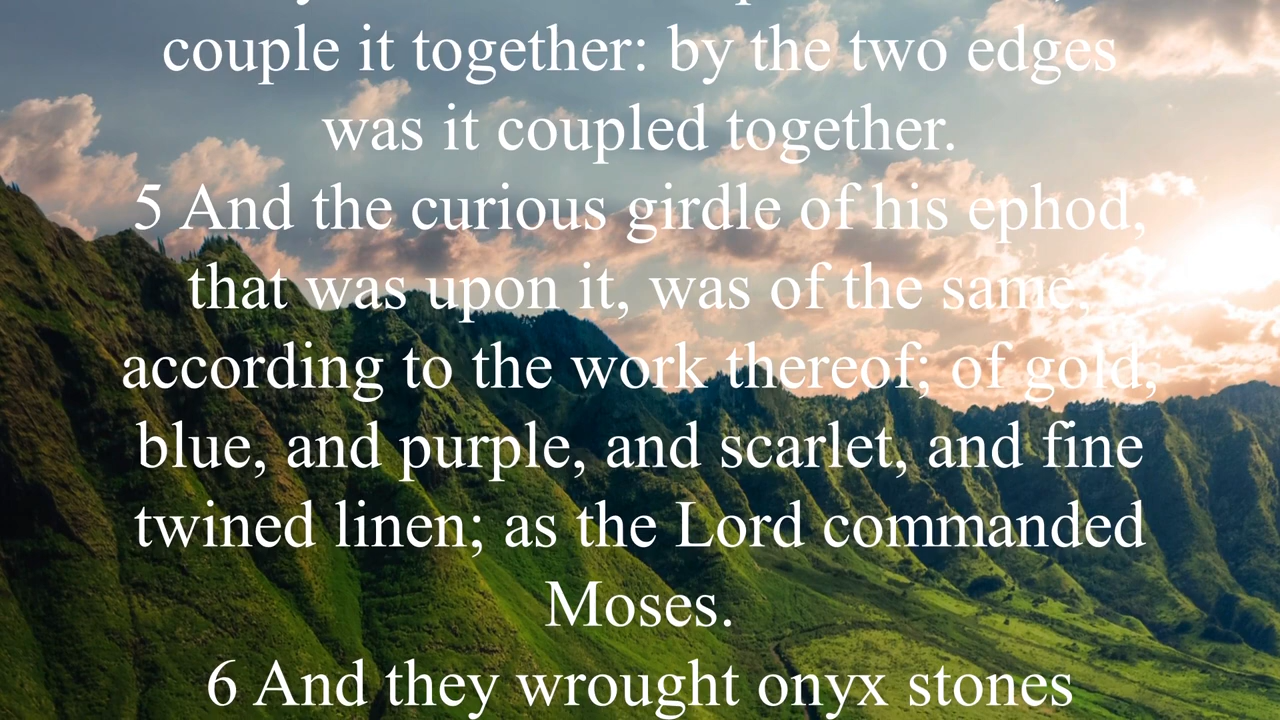 couple it together: by the two edges
was it coupled together.
5 And the curious girdle of his ephod,
that was upon it, was of the same,
according to the work thereof; of gold,
blue, and purple, and scarlet, and fine
twined linen; as the Lord commanded
Moses.
6 And they wrought onyx stones